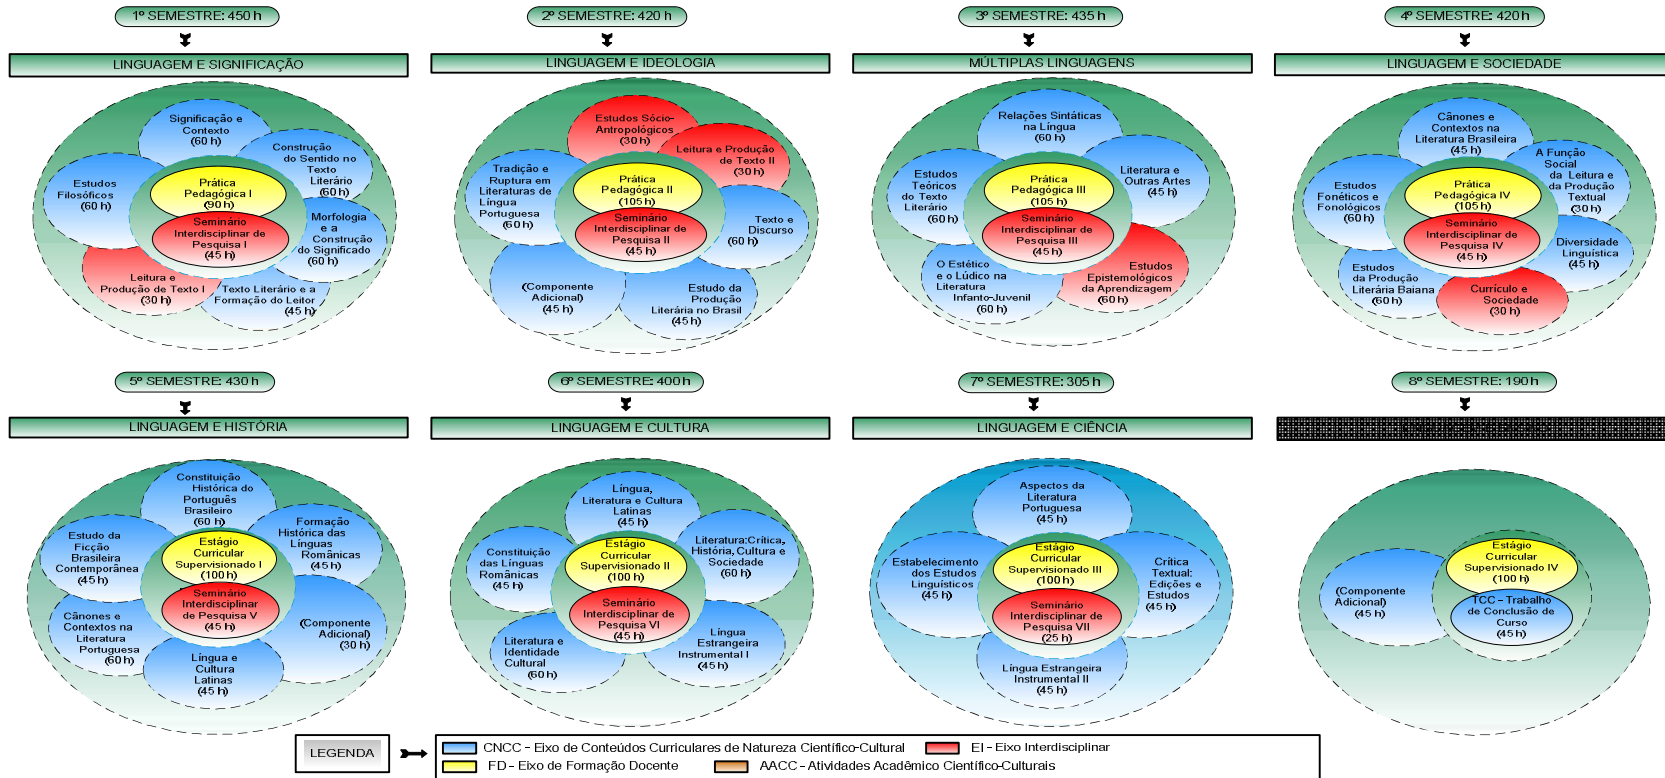 1º SEMESTRE: 450 h
LINGUAGEM E SIGNIFICAÇÃO
Significação e
Contexto
(60 h)
Construção
do Sentido no
Texto
Literário
(60 h)
Estudos
Filosóficos
(60 h)
Prática
Pedagógica I
(90 h)
Seminário
Interdisciplinar de
Pesquisa I
(45 h)
Morfologia
e a
Construção
do Significado
(60 h)
Leitura e
Produção de Texto I
(30 h)
Texto Literário e a
Formação do Leitor
(45 h)
2º SEMESTRE: 420 h
LINGUAGEM E IDEOLOGIA
Estudos Sócio-
Antropológicos
(30 h)
Leitura e Produção
de Texto II
(30 h)
Tradição e
Ruptura em
Literaturas de
Língua
Portuguesa
(60 h)
Prática
Pedagógica II
(105 h)
Seminário
Interdisciplinar de
Pesquisa II
(45 h)
Texto e
Discurso
(60 h)
(Componente
Adicional)
(45 h)
Estudo da
Produção
Literária no Brasil
(45 h)
3º SEMESTRE: 435 h
MÚLTIPLAS LINGUAGENS
Relações Sintáticas
na Língua
(60 h)
Literatura e
Outras Artes
(45 h)
Estudos
Teóricos
do Texto
Literário
(60 h)
Prática
Pedagógica III
(105 h)
Seminário
Interdisciplinar de
Pesquisa III
(45 h)
O Estético
e o Lúdico na
Literatura
Infanto-Juvenil
(60 h)
Estudos
Epistemológicos
da Aprendizagem
(60 h)
4º SEMESTRE: 420 h
LINGUAGEM E SOCIEDADE
Cânones e
Contextos na
Literatura Brasileira
(45 h)
A Função
Social
da Leitura e
da Produção
Textual
(30 h)
Estudos
Fonéticos e
Fonológicos
(60 h)
Prática
Pedagógica IV
(105 h)
Seminário
Interdisciplinar de
Pesquisa IV
(45 h)
Diversidade
Linguística
(45 h)
Estudos
da Produção
Literária Baiana
(60 h)
Currículo e
Sociedade
(30 h)
5º SEMESTRE: 430 h
LINGUAGEM E HISTÓRIA
Constituição
Histórica do
Português
Brasileiro
(60 h)
Formação
Histórica das
Línguas
Românicas
(45 h)
Estudo da
Ficção
Brasileira
Contemporânea
(45 h)
Estágio
Curricular
Supervisionado I
(100 h)
Seminário
Interdisciplinar
de Pesquisa V
(45 h)
Cânones e
Contextos na
Literatura
Portuguesa
(60 h)
(Componente
Adicional)
(30 h)
Língua e
Cultura
Latinas
(45 h)
6º SEMESTRE: 400 h
LINGUAGEM E CULTURA
Língua,
Literatura e Cultura
Latinas
(45 h)
Literatura:Crítica,
História, Cultura e
Sociedade
(60 h)
Constituição
das Línguas
Românicas
(45 h)
Estágio
Curricular
Supervisionado II
(100 h)
Seminário
Interdisciplinar
de Pesquisa VI
(45 h)
Literatura e
Identidade
Cultural
(60 h)
Língua
Estrangeira
Instrumental I
(45 h)
7º SEMESTRE: 305 h
LINGUAGEM E CIÊNCIA
Aspectos da
Literatura
Portuguesa
(45 h)
Estabelecimento
dos Estudos
Linguísticos
(45 h)
Estágio
Curricular
Supervisionado III
(100 h)
Seminário
Interdisciplinar de
Pesquisa VII
(25 h)
Crítica
Textual:
Edições e
Estudos
(45 h)
Língua Estrangeira
Instrumental II
(45 h)
8º SEMESTRE: 190 h
(Componente
Adicional)
(45 h)
Estágio
Curricular
Supervisionado IV
(100 h)
TCC – Trabalho
de Conclusão de
Curso
(45 h)
LEGENDA
CNCC – Eixo de Conteúdos Curriculares de Natureza Científico-Cultural
EI - Eixo Interdisciplinar
FD – Eixo de Formação Docente
AACC – Atividades Acadêmico Científico-Culturais